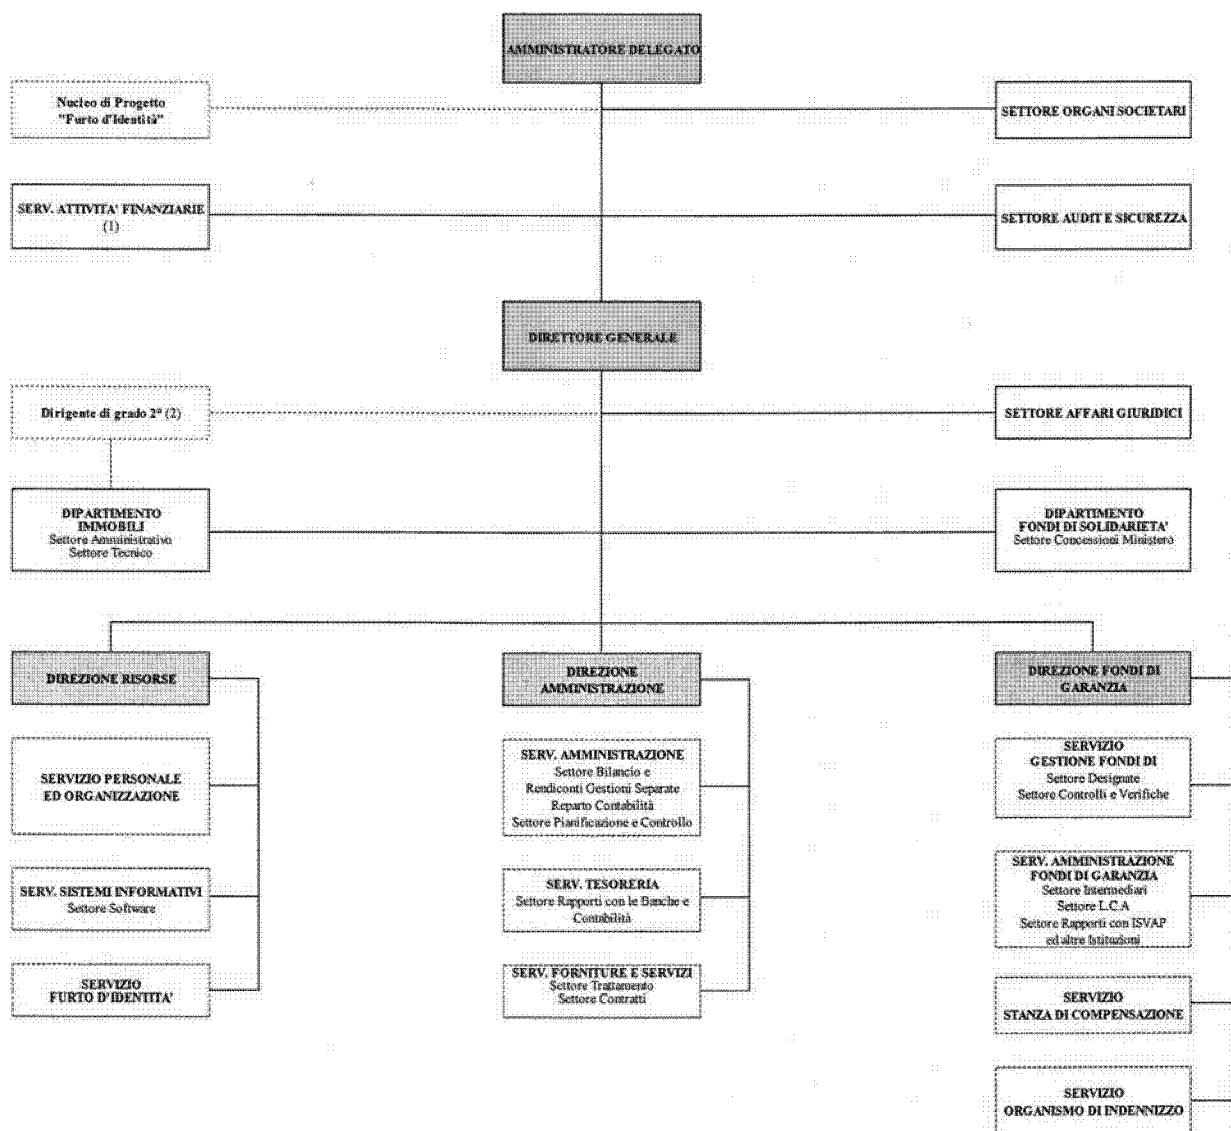 AMMINISTRATORE DELEGATO
Nucleo di Progetto
"Furto d'Identità"
SETTORE ORGANI SOCIETARI
SERV. ATTIVITA' FINANZIARIE
(1)
SETTORE AUDIT E SICUREZZA
DIRETTORE GENERALE
Dirigente di grado 2° (2)
SETTORE AFFARI GIURIDICI
DIPARTIMENTO
IMMOBILI
Settore Amministrativo
Settore Tecnico
DIPARTIMENTO
FONDI DI SOLIDARIETA'
Settore Concessioni Ministero
DIREZIONE RISORSE
DIREZIONE
AMMINISTRAZIONE
DIREZIONE FONDI DI
GARANZIA
SERVIZIO PERSONALE
ED ORGANIZZAZIONE
SERV. AMMINISTRAZIONE
Settore Bilancio e
Rendiconti Gestioni Separate
Reparto Contabilità
Settore Pianificazione e Controllo
SERVIZIO
GESTIONE FONDI DI
Settore Designate
Settore Controlli e Verifiche
SERV. SISTEMI INFORMATIVI
Settore Software
SERV. TESORERIA
Settore Rapporti con le Banche e
Contabilità
SERV. AMMINISTRAZIONE
FONDI DI GARANZIA
Settore Intermediari
Settore L.C.A
Settore Rapporti con ISVAP
ed altre Istituzioni
SERVIZIO
FURTO D'IDENTITA'
SERV. FORNITURE E SERVIZI
Settore Trattamento
Settore Contratti
SERVIZIO
STANZA DI COMPENSAZIONE
SERVIZIO
ORGANISMO DI INDENNIZZO